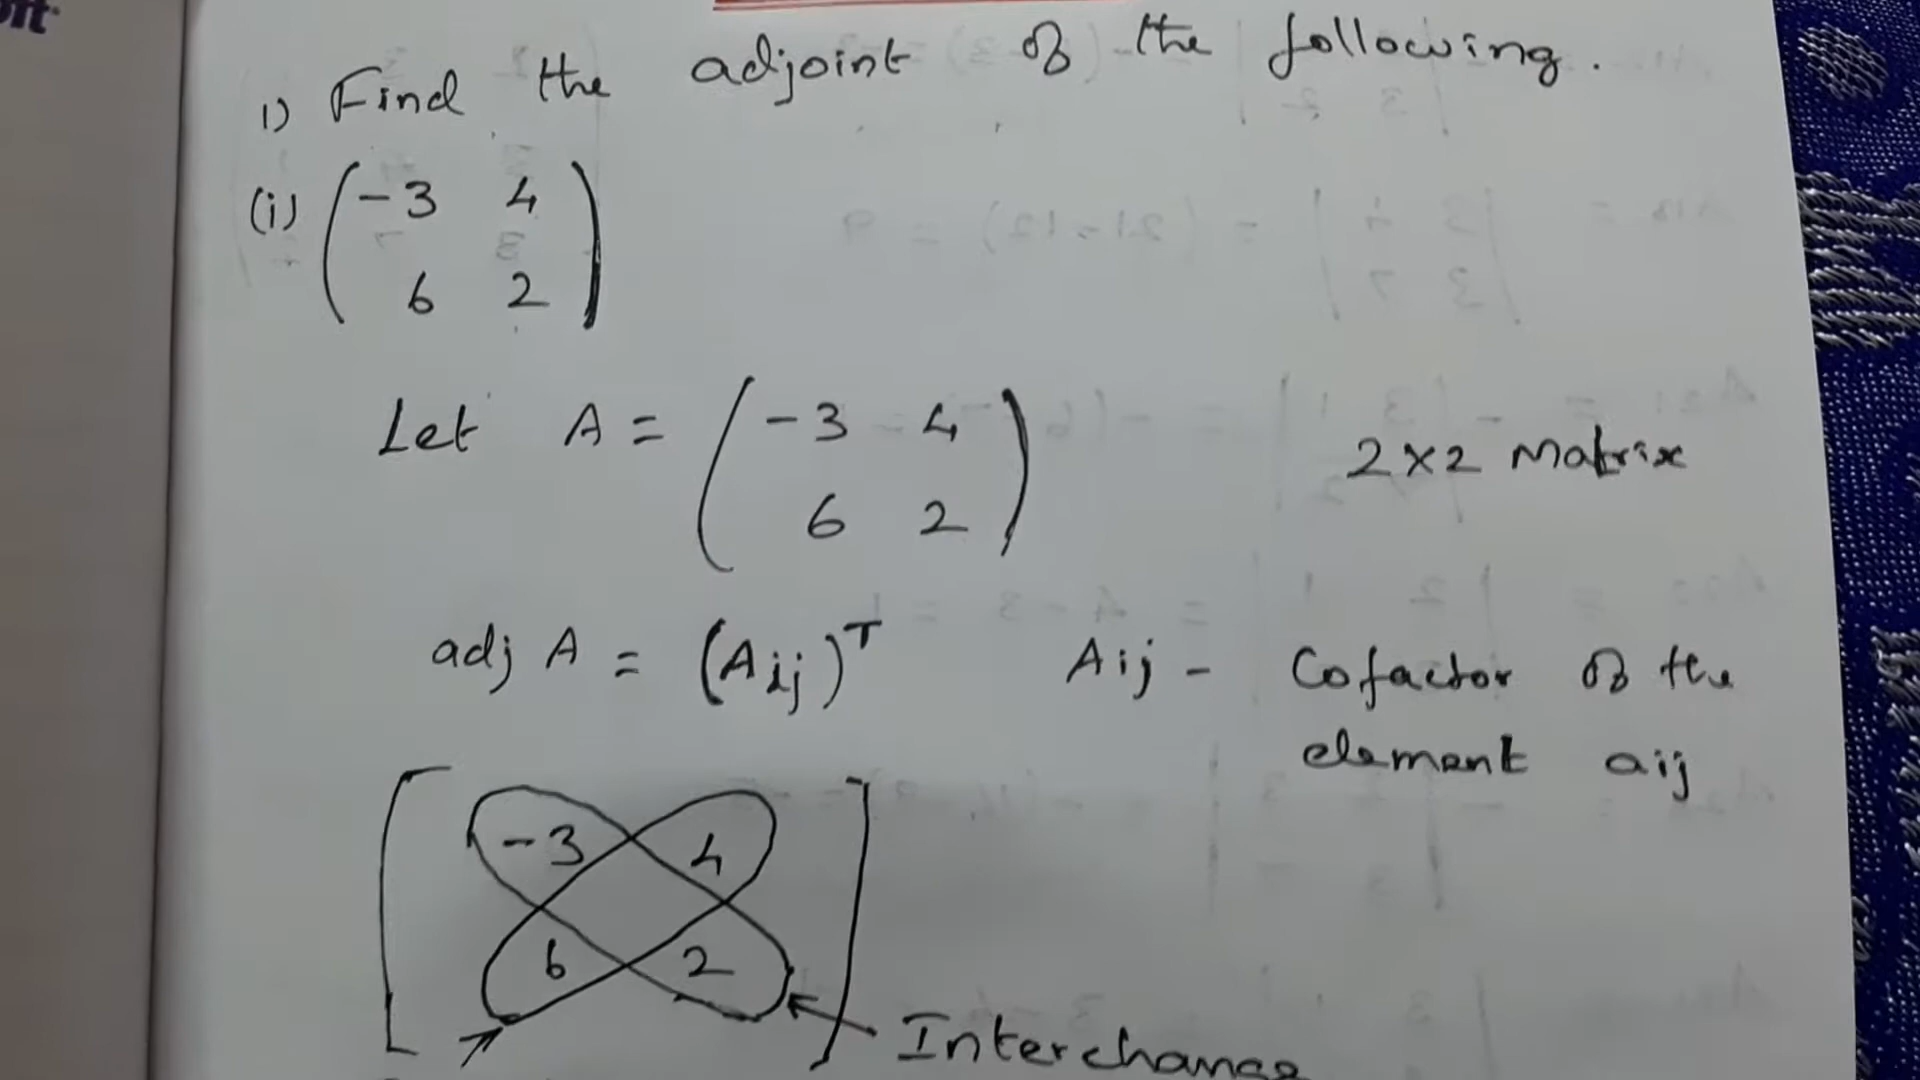 1) Find the adjoint of the following.
(i) (-3 4
6 2)
Let A = (-3 4
6 2)
2×2 Matrix
adj A = (Aij)ᵀ Aij - Cofactor of the
element aij
[-3 4
6 2]
Interchange